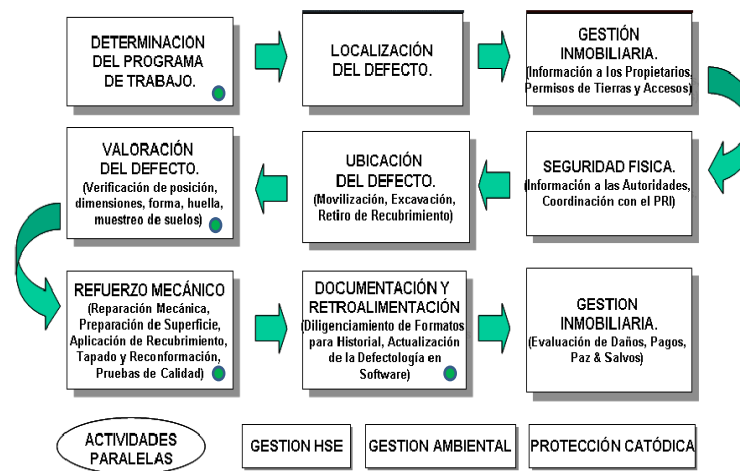 DETERMINACION
DEL PROGRAMA
DE TRABAJO.
LOCALIZACIÓN
DEL DEFECTO.
GESTIÓN
INMOBILIARIA.
(Información a los Propietarios,
Permisos de Tierras y Accesos)
VALORACIÓN
DEL DEFECTO.
(Verificación de posición,
dimensiones, forma, huella,
muestreo de suelos)
UBICACIÓN
DEL DEFECTO.
(Movilización, Excavación,
Retiro de Recubrimiento)
SEGURIDAD FISICA.
(Información a las Autoridades,
Coordinación con el PRI)
REFUERZO MECÁNICO
(Reparación Mecánica,
Preparación de Superficie,
Aplicación de Recubrimiento,
Tapado y Reconformación,
Pruebas de Calidad)
DOCUMENTACIÓN Y
RETROALIMENTACIÓN
(Diligenciamiento de Formatos
para Historial, Actualización
de la Defectología en
Software)
GESTION
INMOBILIARIA.
(Evaluación de Daños, Pagos,
Paz & Salvos)
ACTIVIDADES
PARALELAS
GESTION HSE
GESTION AMBIENTAL
PROTECCIÓN CATÓDICA